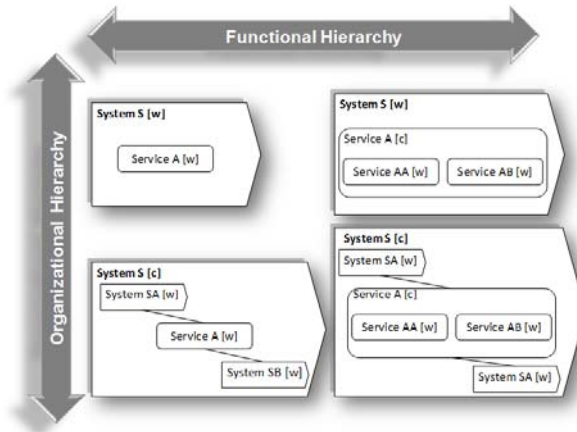 Functional Hierarchy
Organizational Hierarchy
System S [w]
Service A [w]
System S [w]
Service A [c]
Service AA [w] Service AB [w]
System S [c]
System SA [w]
Service A [w]
System SB [w]
System S [c]
System SA [w]
Service A [c]
Service AA [w] Service AB [w]
System SA [w]